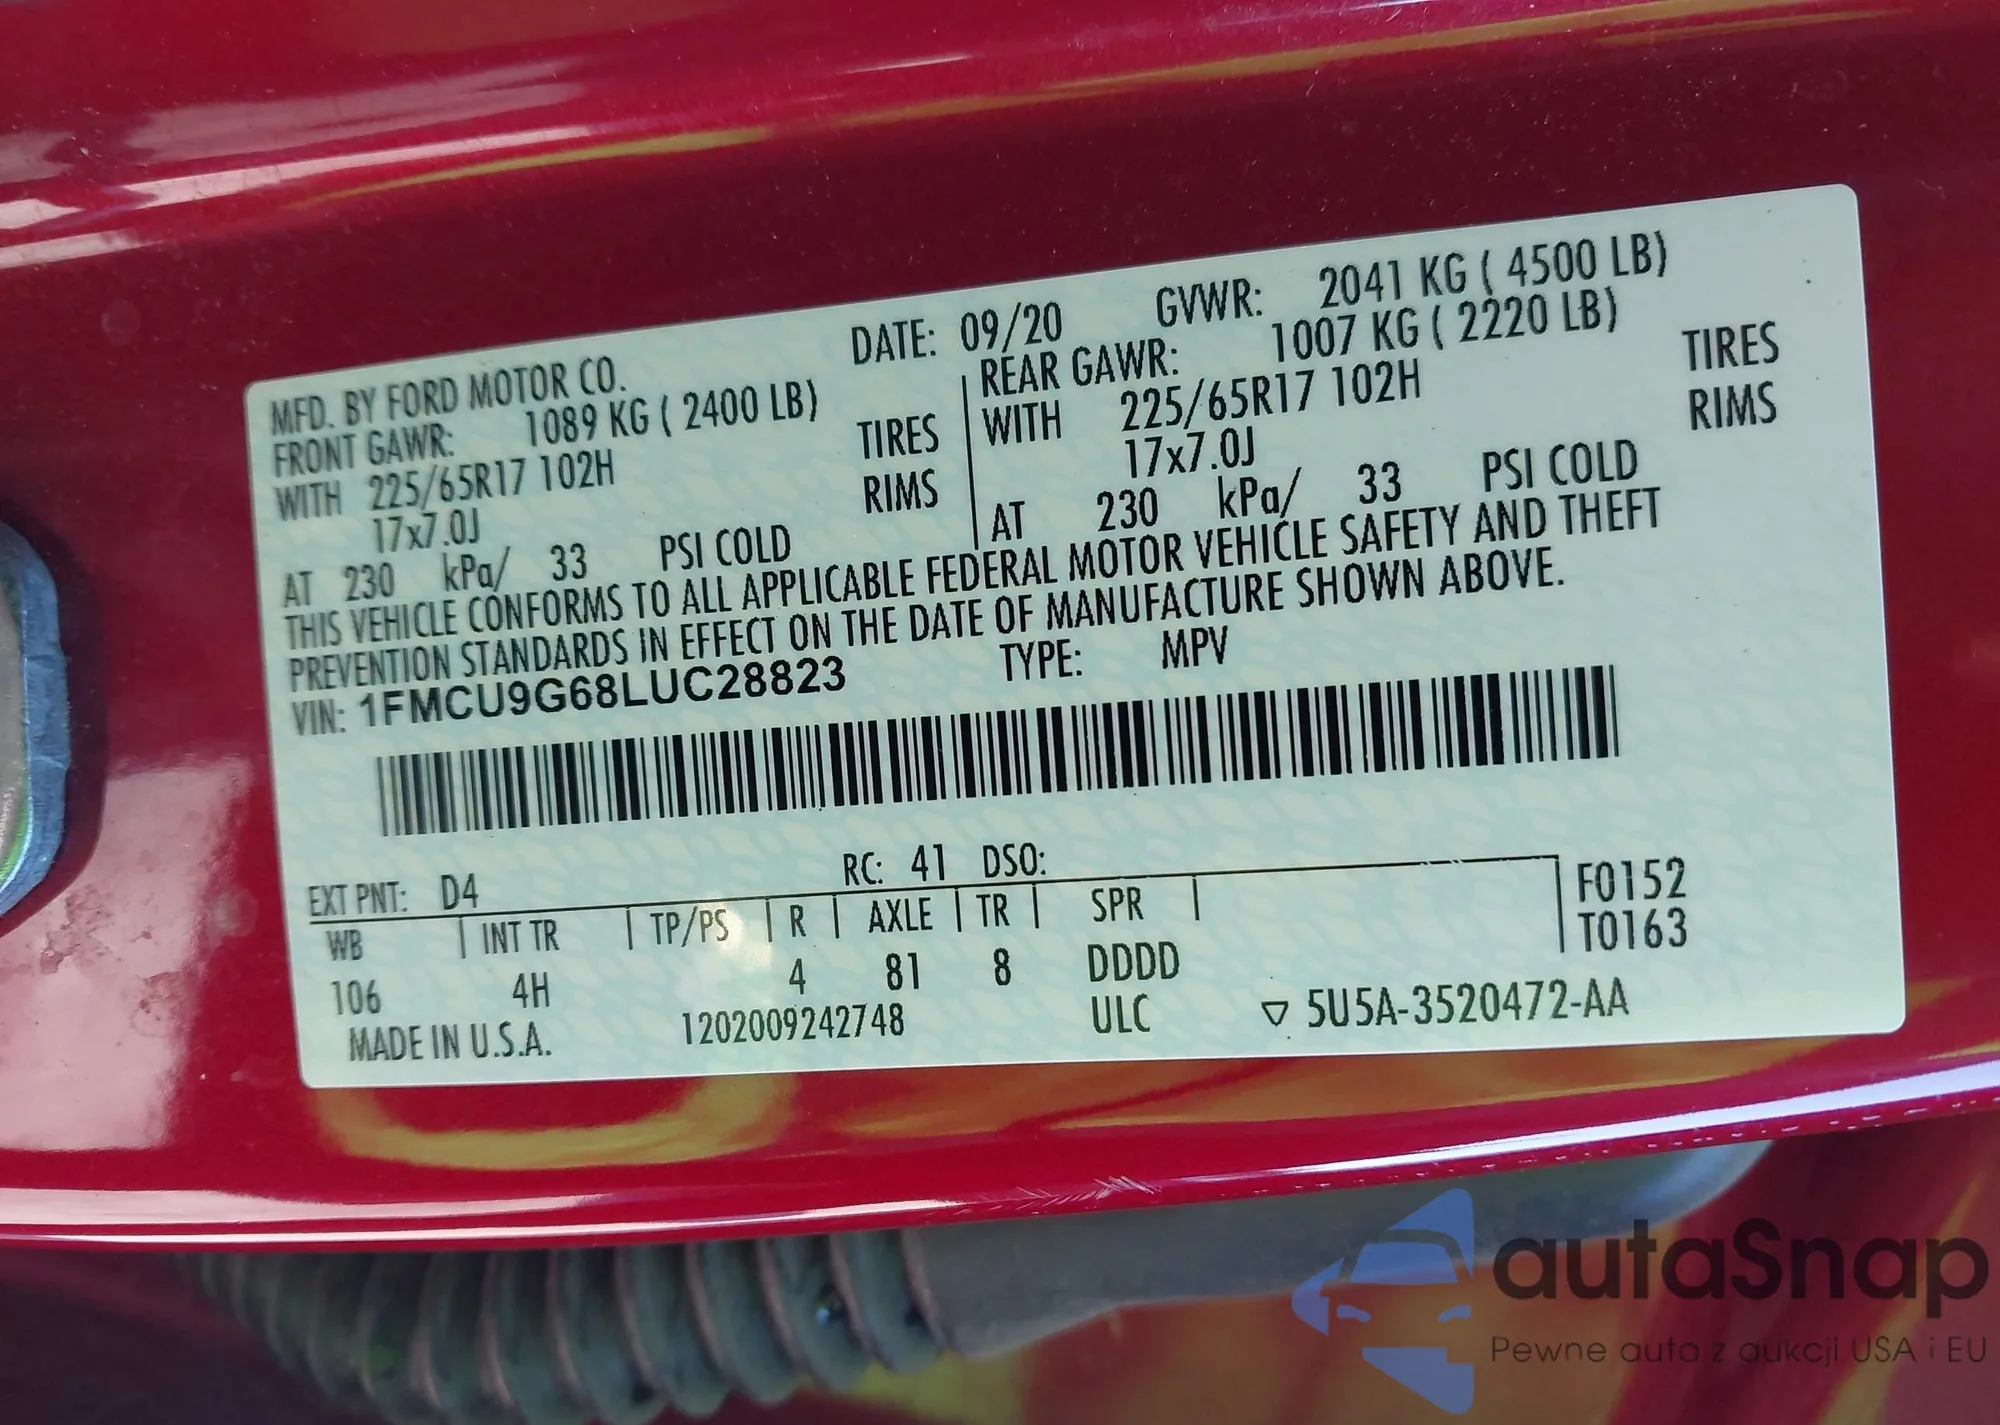 MFD. BY FORD MOTOR CO. DATE: 09/20 GVWR: 2041 KG ( 4500 LB)
FRONT GAWR: 1089 KG ( 2400 LB) REAR GAWR: 1007 KG ( 2220 LB)
WITH 225/65R17 102H TIRES WITH 225/65R17 102H TIRES
17x7.0J RIMS 17x7.0J RIMS
AT 230 kPa/ 33 PSI COLD AT 230 kPa/ 33 PSI COLD
THIS VEHICLE CONFORMS TO ALL APPLICABLE FEDERAL MOTOR VEHICLE SAFETY AND THEFT
PREVENTION STANDARDS IN EFFECT ON THE DATE OF MANUFACTURE SHOWN ABOVE.
VIN: 1FMCU9G68LUC28823 TYPE: MPV
EXT PNT: D4 RC: 41 DSO:
WB INT TR TP/PS R AXLE TR SPR F0152
T0163
106 4H 4 81 8 DDDD
MADE IN U.S.A. 1202009242748 ULC ▽ 5U5A-3520472-AA
autaSnap
Pewne auta z aukcji USA i EU